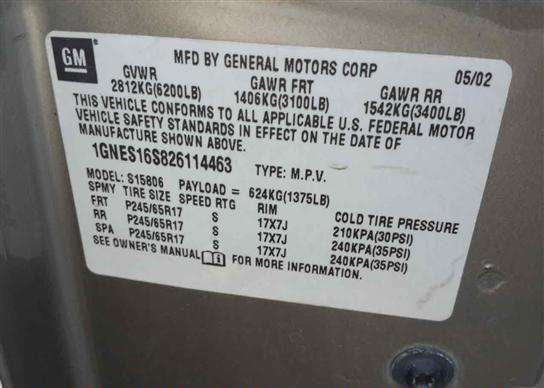 GM
MFD BY GENERAL MOTORS CORP 05/02
GVWR GAWR FRT GAWR RR
2812KG(6200LB) 1406KG(3100LB) 1542KG(3400LB)
THIS VEHICLE CONFORMS TO ALL APPLICABLE U.S. FEDERAL MOTOR
VEHICLE SAFETY STANDARDS IN EFFECT ON THE DATE OF
MANUFACTURE SHOWN ABOVE.
1GNES16S826114463 TYPE: M.P.V.
MODEL: S15806 PAYLOAD = 624KG(1375LB)
SPMY TIRE SIZE SPEED RTG RIM COLD TIRE PRESSURE
FRT P245/65R17 S 17X7J 210KPA(30PSI)
RR P245/65R17 S 17X7J 240KPA(35PSI)
SPA P245/65R17 S 17X7J 240KPA(35PSI)
SEE OWNER'S MANUAL FOR MORE INFORMATION.